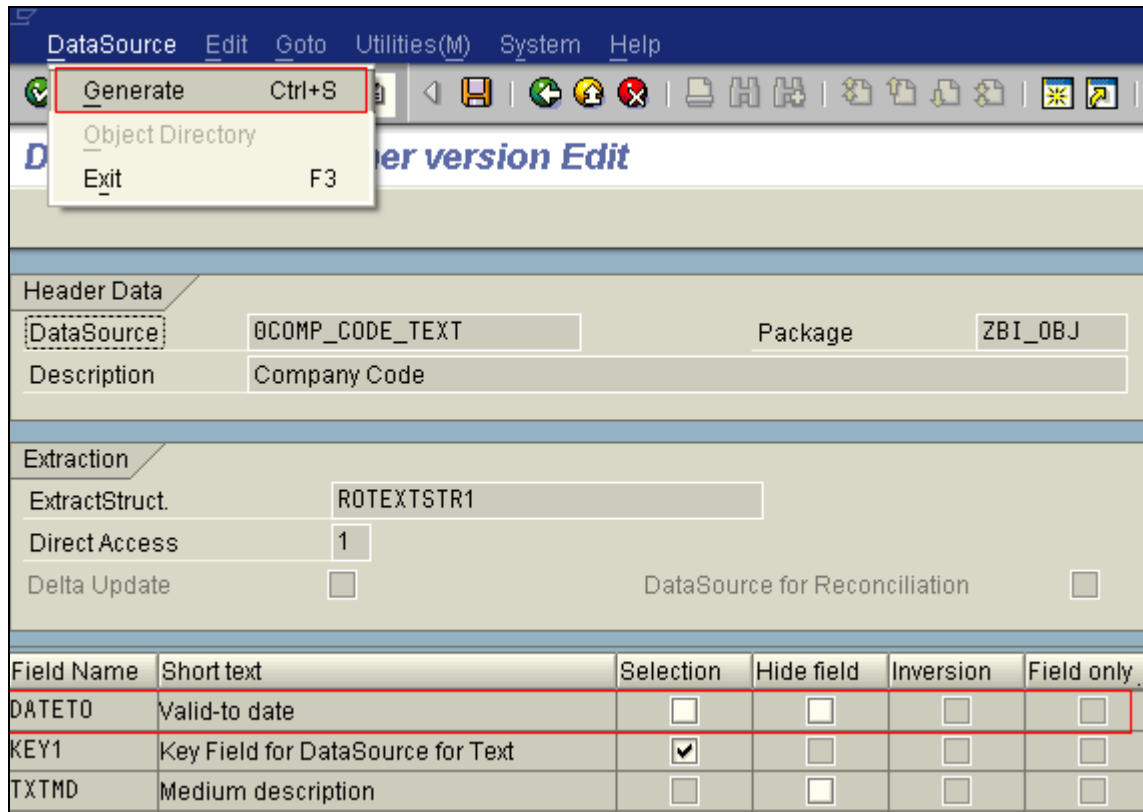 DataSource Edit Goto Utilities(M) System Help
Generate Ctrl+S
Object Directory
D er version Edit
Exit F3
Header Data
DataSource 0COMP_CODE_TEXT Package ZBI_OBJ
Description Company Code
Extraction
ExtractStruct. ROTEXTSTR1
Direct Access 1
Delta Update DataSource for Reconciliation
Field Name Short text Selection Hide field Inversion Field only
DATETO Valid-to date
KEY1 Key Field for DataSource for Text
TXTMD Medium description